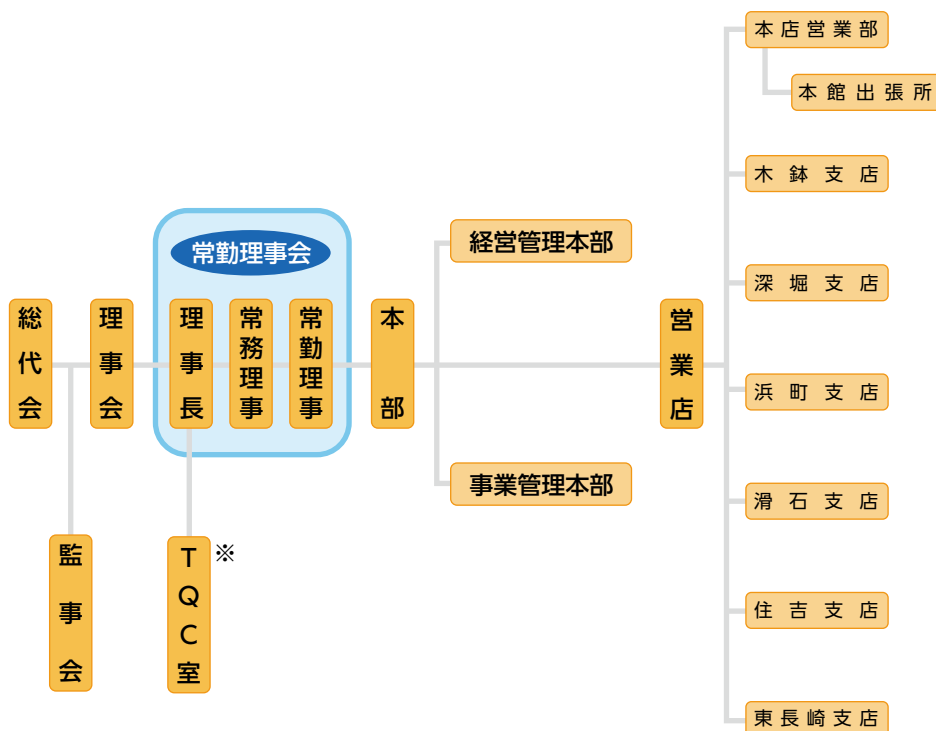 総代会
監事会
理事会
常勤理事会
理事長
常務理事
常勤理事
TQC室
※
本部
経営管理本部
事業管理本部
営業店
本店営業部
本館出張所
木鉢支店
深堀支店
浜町支店
滑石支店
住吉支店
東長崎支店